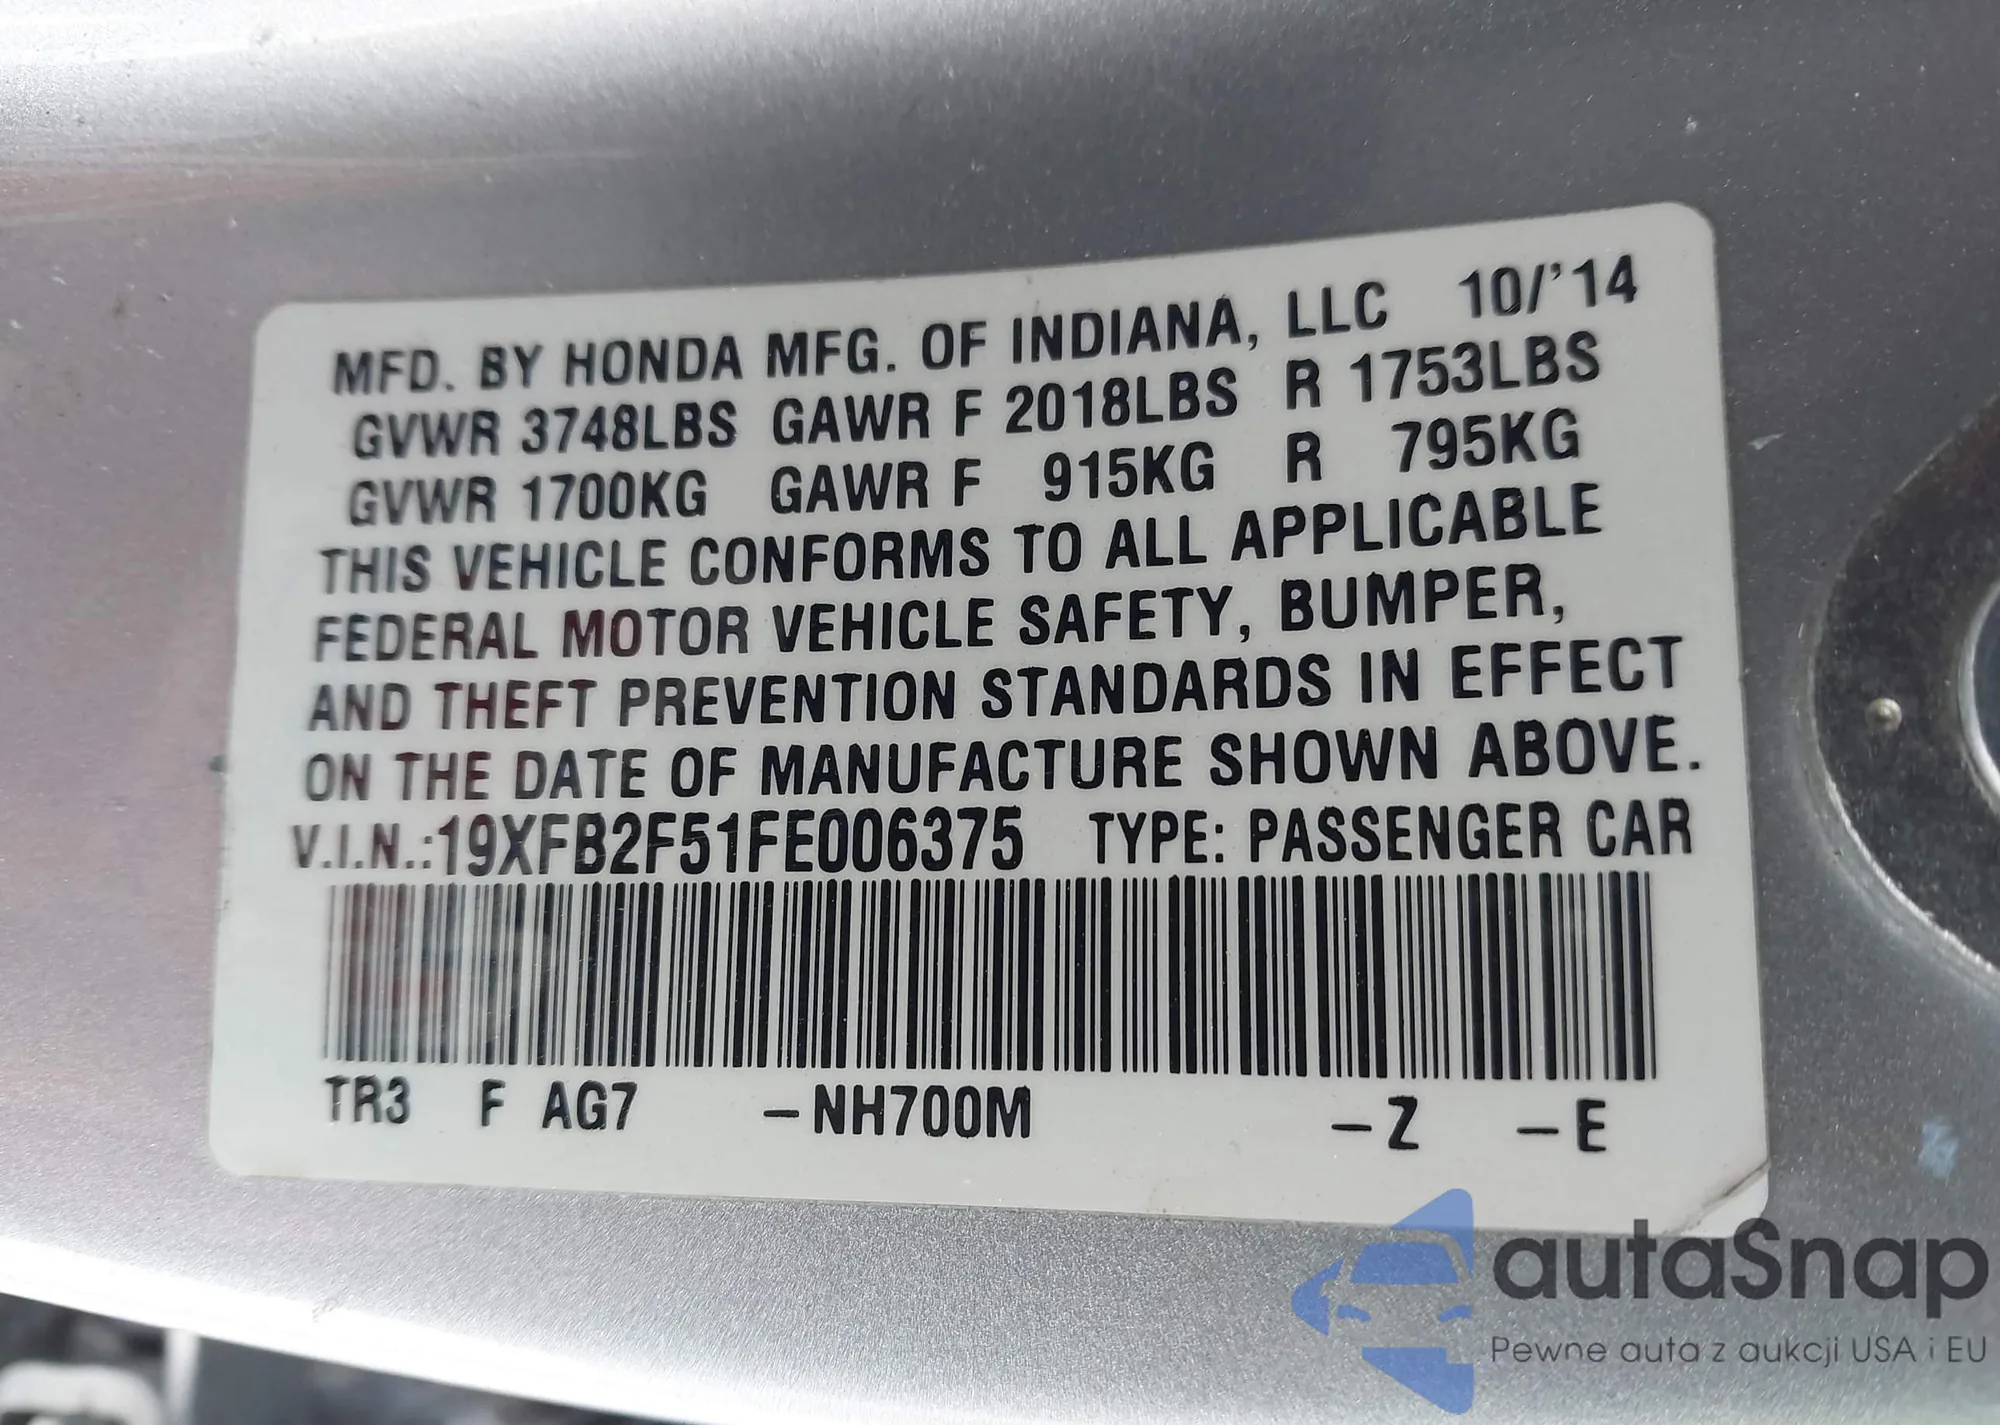 MFD. BY HONDA MFG. OF INDIANA, LLC 10/'14
GVWR 3748LBS GAWR F 2018LBS R 1753LBS
GVWR 1700KG GAWR F 915KG R 795KG
THIS VEHICLE CONFORMS TO ALL APPLICABLE
FEDERAL MOTOR VEHICLE SAFETY, BUMPER,
AND THEFT PREVENTION STANDARDS IN EFFECT
ON THE DATE OF MANUFACTURE SHOWN ABOVE.
V.I.N.:19XFB2F51FE006375 TYPE: PASSENGER CAR
TR3 F AG7 –NH700M –Z –E
autaSnap
Pewne auta z aukcji USA i EU